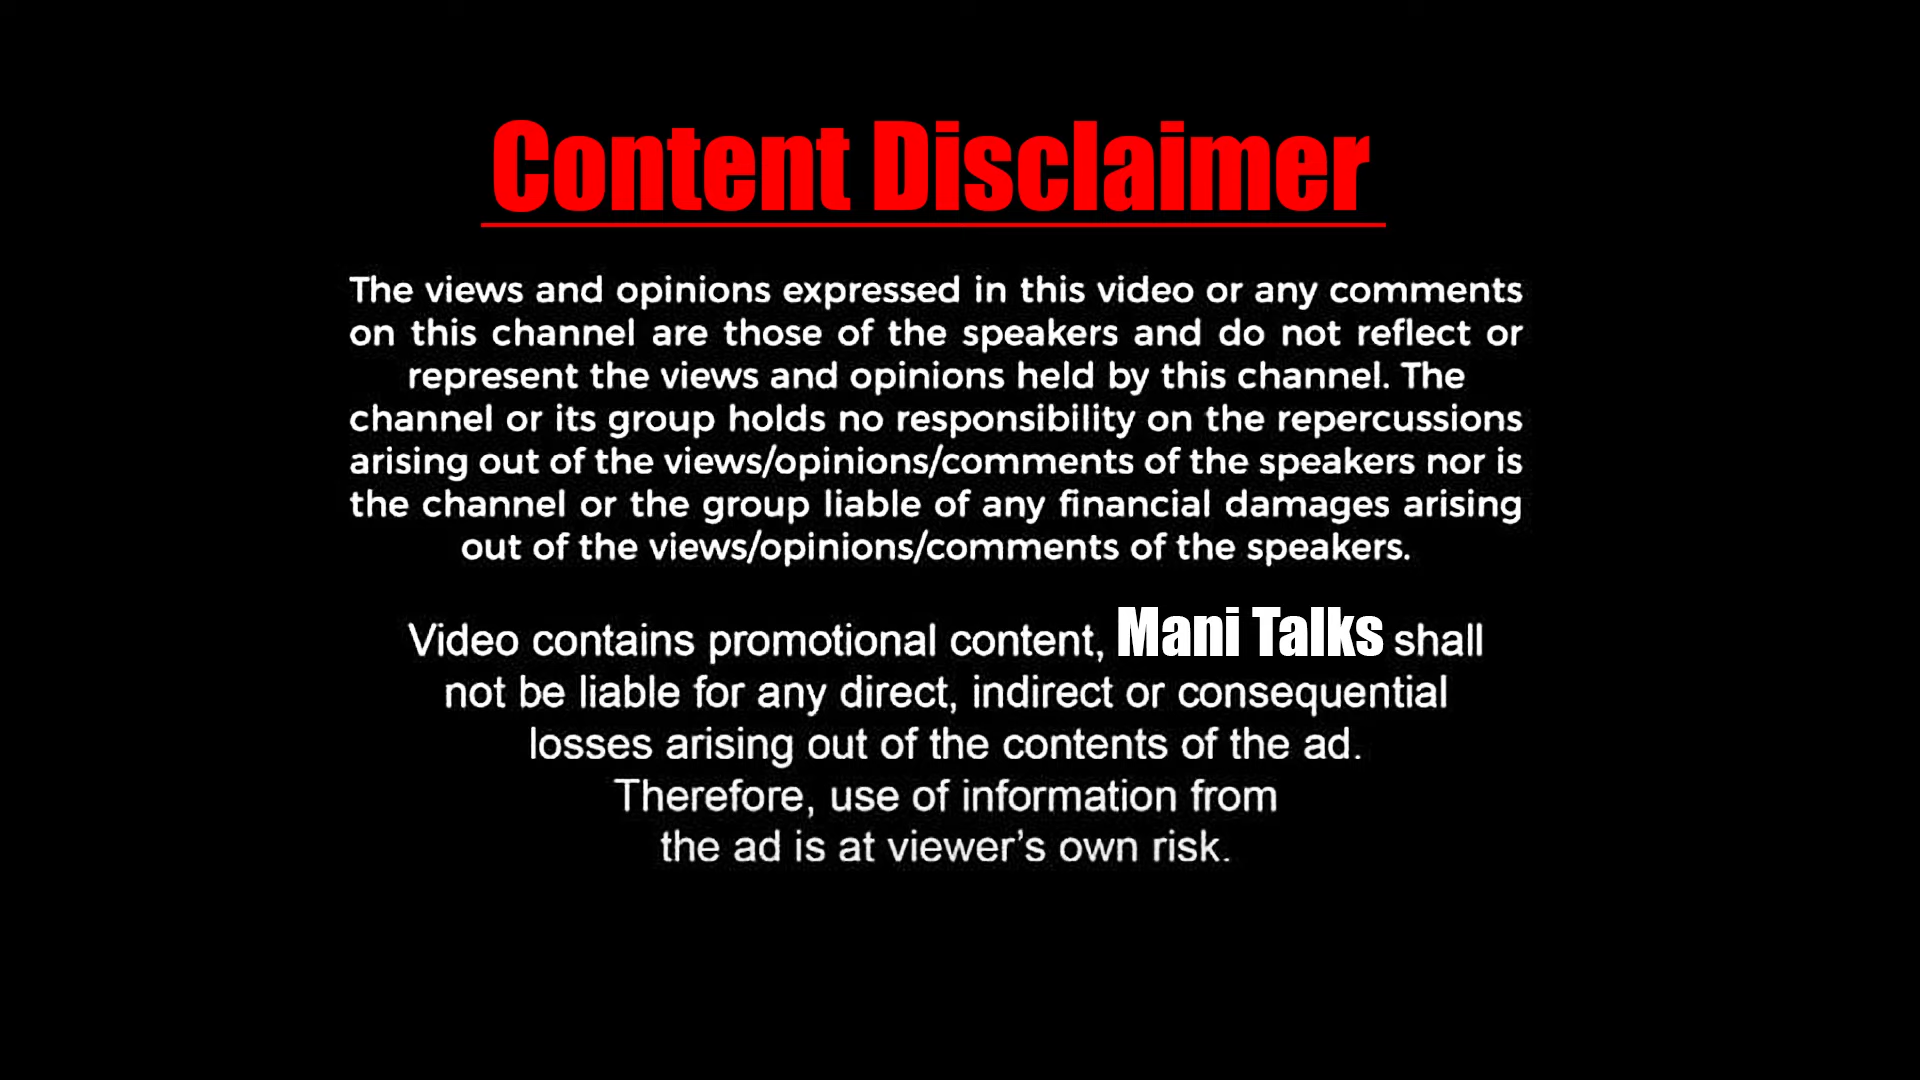 Content Disclaimer
The views and opinions expressed in this video or any comments
on this channel are those of the speakers and do not reflect or
represent the views and opinions held by this channel. The
channel or its group holds no responsibility on the repercussions
arising out of the views/opinions/comments of the speakers nor is
the channel or the group liable of any financial damages arising
out of the views/opinions/comments of the speakers.
Video contains promotional content, Mani Talks shall
not be liable for any direct, indirect or consequential
losses arising out of the contents of the ad.
Therefore, use of information from
the ad is at viewer’s own risk.